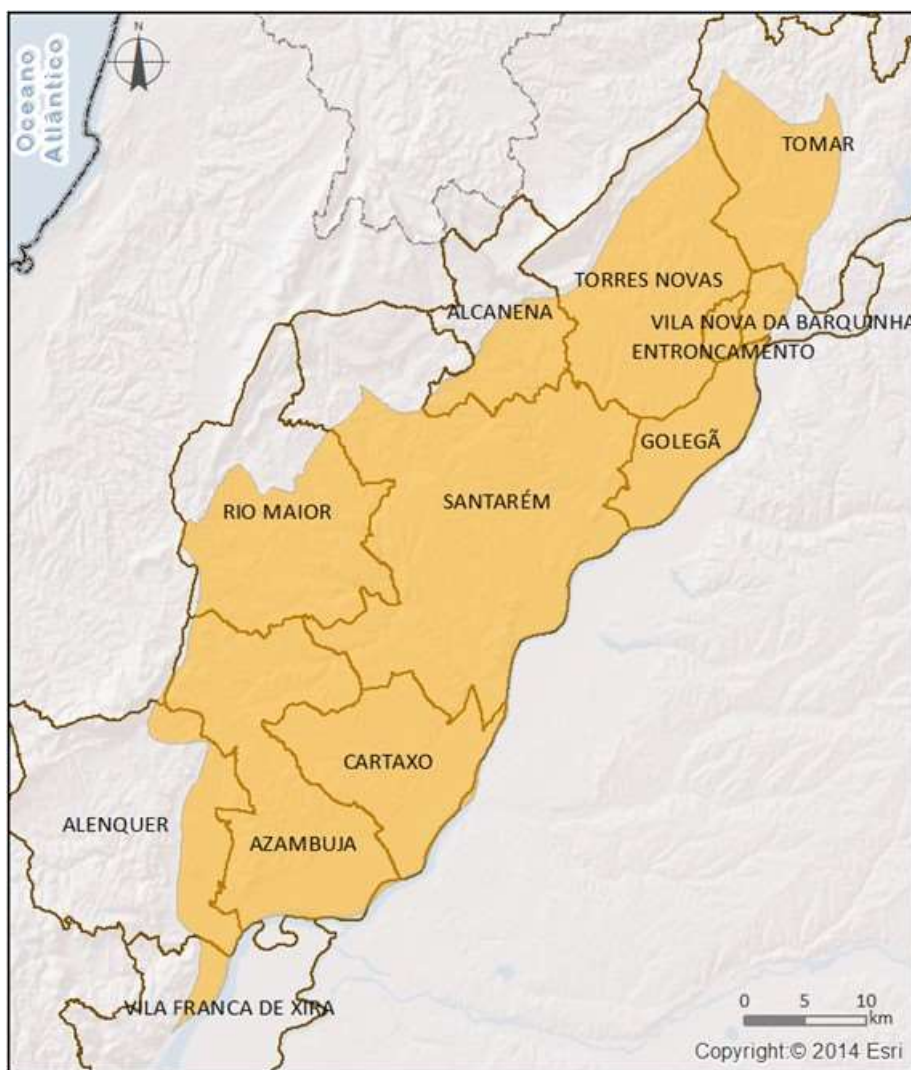 Oceano
Atlântico
N
TOMAR
TORRES NOVAS
ALCANENA
VILA NOVA DA BARQUINHA
ENTRONCAMENTO
GOLEGÃ
RIO MAIOR
SANTARÉM
CARTAXO
ALENQUER
AZAMBUJA
VILA FRANCA DE XIRA
0 5 10
km
Copyright:© 2014 Esri